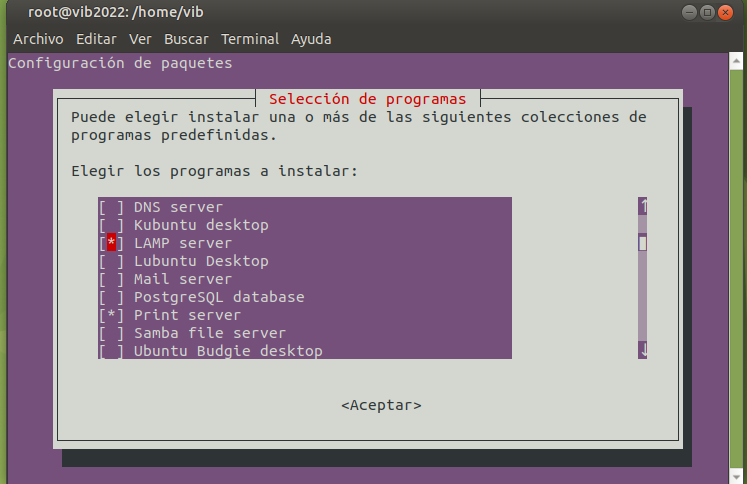 root@vib2022: /home/vib
Archivo Editar Ver Buscar Terminal Ayuda
Configuración de paquetes
Selección de programas
Puede elegir instalar una o más de las siguientes colecciones de
programas predefinidas.
Elegir los programas a instalar:
[ ] DNS server
[ ] Kubuntu desktop
[*] LAMP server
[ ] Lubuntu Desktop
[ ] Mail server
[ ] PostgreSQL database
[*] Print server
[ ] Samba file server
[ ] Ubuntu Budgie desktop
<Aceptar>